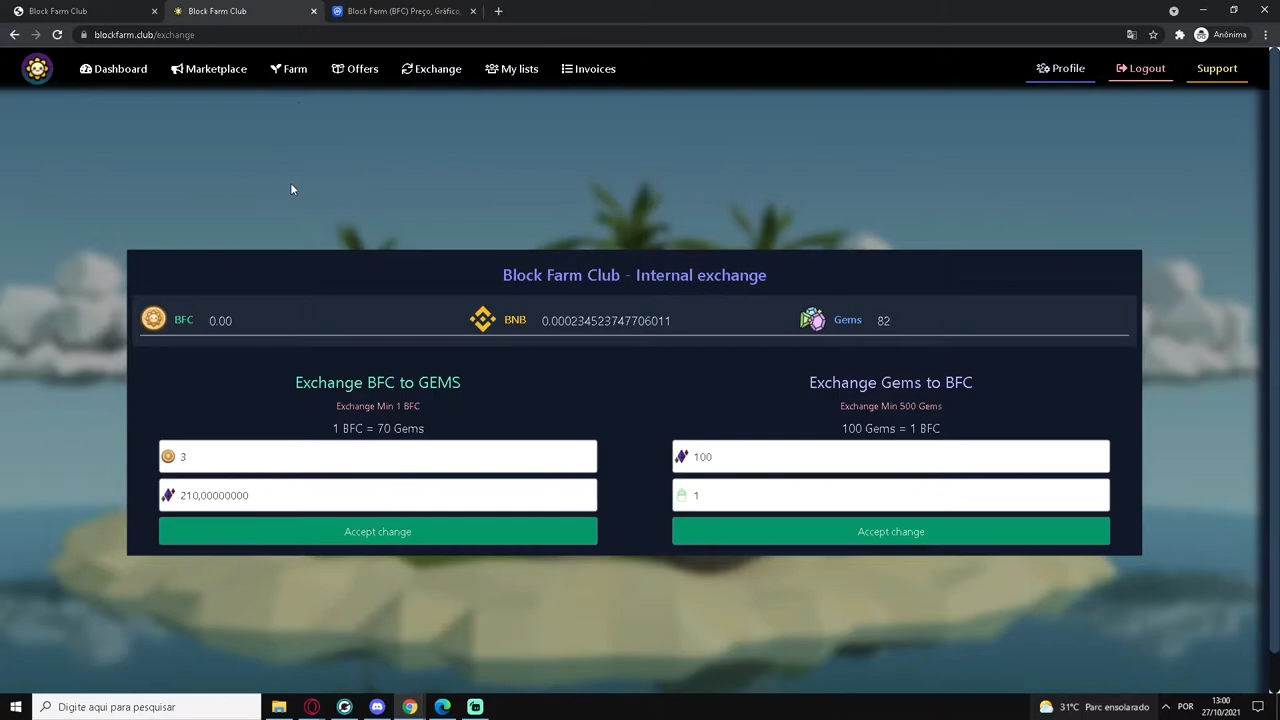 Block Farm Club
Block Farm Club
Block Farm (BFC) Preço, Gráfico,
blockfarm.club/exchange
Anônima
Dashboard
Marketplace
Farm
Offers
Exchange
My lists
Invoices
Profile
Logout
Support
Block Farm Club - Internal exchange
BFC 0.00
BNB 0.000234523747706011
Gems 82
Exchange BFC to GEMS
Exchange Min 1 BFC
1 BFC = 70 Gems
3
210,00000000
Accept change
Exchange Gems to BFC
Exchange Min 500 Gems
100 Gems = 1 BFC
100
1
Accept change
Digite aqui para pesquisar
31°C Parc ensolarado
POR
13:00
27/10/2021